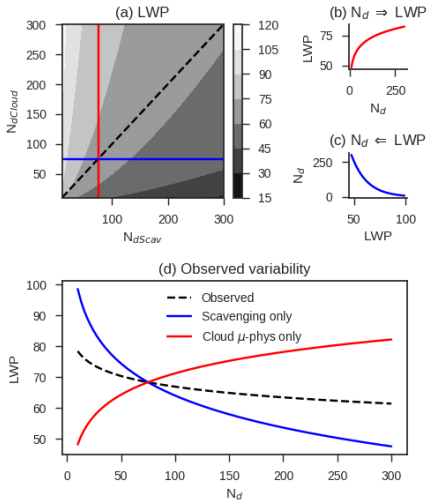 (a) LWP
300
250
200
150
100
50
N_dCloud
100 200 300
N_dScav
120
105
90
75
60
45
30
15
(b) N_d ⇒ LWP
75
50
LWP
0 250
N_d
(c) N_d ⇐ LWP
250
0
N_d
50 100
LWP
(d) Observed variability
100
90
80
70
60
50
LWP
Observed
Scavenging only
Cloud μ-phys only
0 50 100 150 200 250 300
N_d